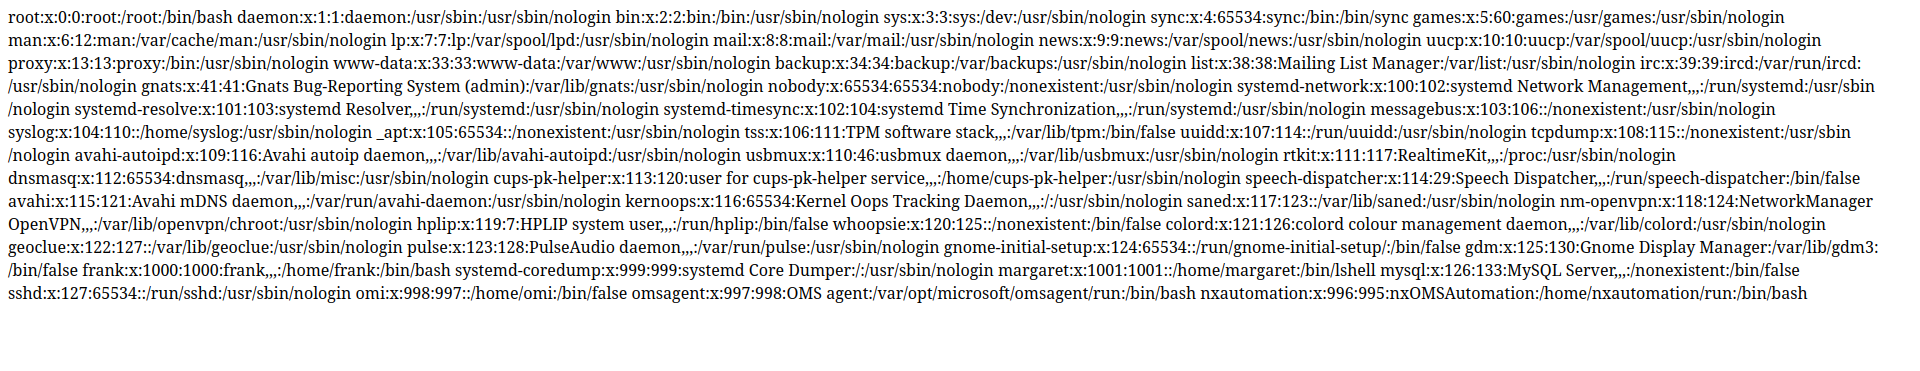 root:x:0:0:root:/root:/bin/bash daemon:x:1:1:daemon:/usr/sbin:/usr/sbin/nologin bin:x:2:2:bin:/bin:/usr/sbin/nologin sys:x:3:3:sys:/dev:/usr/sbin/nologin sync:x:4:65534:sync:/bin:/bin/sync games:x:5:60:games:/usr/games:/usr/sbin/nologin
man:x:6:12:man:/var/cache/man:/usr/sbin/nologin lp:x:7:7:lp:/var/spool/lpd:/usr/sbin/nologin mail:x:8:8:mail:/var/mail:/usr/sbin/nologin news:x:9:9:news:/var/spool/news:/usr/sbin/nologin uucp:x:10:10:uucp:/var/spool/uucp:/usr/sbin/nologin
proxy:x:13:13:proxy:/bin:/usr/sbin/nologin www-data:x:33:33:www-data:/var/www:/usr/sbin/nologin backup:x:34:34:backup:/var/backups:/usr/sbin/nologin list:x:38:38:Mailing List Manager:/var/list:/usr/sbin/nologin irc:x:39:39:ircd:/var/run/ircd:
/usr/sbin/nologin gnats:x:41:41:Gnats Bug-Reporting System (admin):/var/lib/gnats:/usr/sbin/nologin nobody:x:65534:65534:nobody:/nonexistent:/usr/sbin/nologin systemd-network:x:100:102:systemd Network Management,,,:/run/systemd:/usr/sbin
/nologin systemd-resolve:x:101:103:systemd Resolver,,,:/run/systemd:/usr/sbin/nologin systemd-timesync:x:102:104:systemd Time Synchronization,,,:/run/systemd:/usr/sbin/nologin messagebus:x:103:106::/nonexistent:/usr/sbin/nologin
syslog:x:104:110::/home/syslog:/usr/sbin/nologin _apt:x:105:65534::/nonexistent:/usr/sbin/nologin tss:x:106:111:TPM software stack,,,:/var/lib/tpm:/bin/false uuidd:x:107:114::/run/uuidd:/usr/sbin/nologin tcpdump:x:108:115::/nonexistent:/usr/sbin
/nologin avahi-autoipd:x:109:116:Avahi autoip daemon,,,:/var/lib/avahi-autoipd:/usr/sbin/nologin usbmux:x:110:46:usbmux daemon,,,:/var/lib/usbmux:/usr/sbin/nologin rtkit:x:111:117:RealtimeKit,,,:/proc:/usr/sbin/nologin
dnsmasq:x:112:65534:dnsmasq,,,:/var/lib/misc:/usr/sbin/nologin cups-pk-helper:x:113:120:user for cups-pk-helper service,,,:/home/cups-pk-helper:/usr/sbin/nologin speech-dispatcher:x:114:29:Speech Dispatcher,,,:/run/speech-dispatcher:/bin/false
avahi:x:115:121:Avahi mDNS daemon,,,:/var/run/avahi-daemon:/usr/sbin/nologin kernoops:x:116:65534:Kernel Oops Tracking Daemon,,,:/:/usr/sbin/nologin saned:x:117:123::/var/lib/saned:/usr/sbin/nologin nm-openvpn:x:118:124:NetworkManager
OpenVPN,,,:/var/lib/openvpn/chroot:/usr/sbin/nologin hplip:x:119:7:HPLIP system user,,,:/run/hplip:/bin/false whoopsie:x:120:125::/nonexistent:/bin/false colord:x:121:126:colord colour management daemon,,,:/var/lib/colord:/usr/sbin/nologin
geoclue:x:122:127::/var/lib/geoclue:/usr/sbin/nologin pulse:x:123:128:PulseAudio daemon,,,:/var/run/pulse:/usr/sbin/nologin gnome-initial-setup:x:124:65534::/run/gnome-initial-setup/:/bin/false gdm:x:125:130:Gnome Display Manager:/var/lib/gdm3:
/bin/false frank:x:1000:1000:frank,,,:/home/frank:/bin/bash systemd-coredump:x:999:999:systemd Core Dumper:/:/usr/sbin/nologin margaret:x:1001:1001::/home/margaret:/bin/lshell mysql:x:126:133:MySQL Server,,,:/nonexistent:/bin/false
sshd:x:127:65534::/run/sshd:/usr/sbin/nologin omi:x:998:997::/home/omi:/bin/false omsagent:x:997:998:OMS agent:/var/opt/microsoft/omsagent/run:/bin/bash nxautomation:x:996:995:nxOMSAutomation:/home/nxautomation/run:/bin/bash